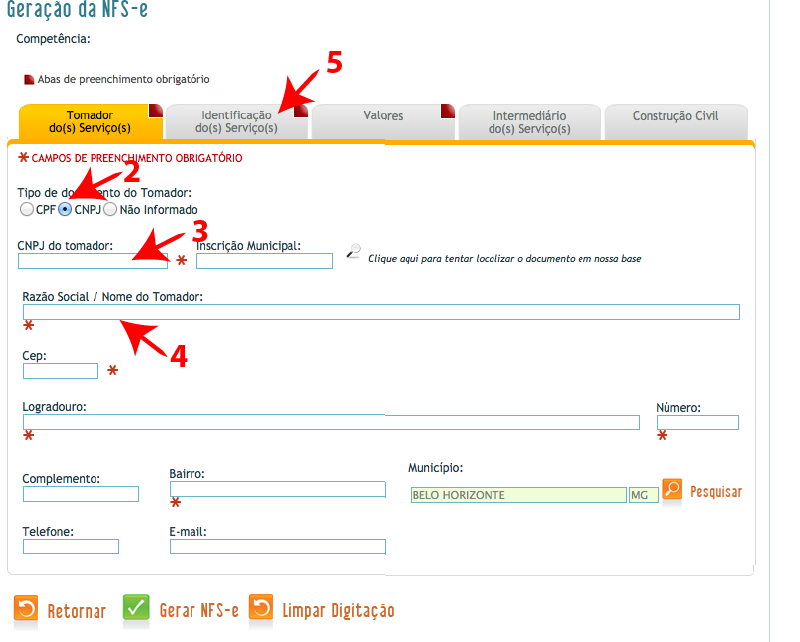 Geração da NFS-e
Competência:
Abas de preenchimento obrigatório
5
Tomador do(s) Serviço(s)
Identificação do(s) Serviço(s)
Valores
Intermediário do(s) Serviço(s)
Construção Civil
* CAMPOS DE PREENCHIMENTO OBRIGATÓRIO
2
Tipo de do ento do Tomador:
CPF CNPJ Não Informado
3
CNPJ do tomador: * Inscrição Municipal:
Clique aqui para tentar localizar o documento em nossa base
Razão Social / Nome do Tomador:
*
4
Cep:
*
Logradouro: Número:
* *
Complemento: Bairro: Município:
*
BELO HORIZONTE MG Pesquisar
Telefone: E-mail:
Retornar Gerar NFS-e Limpar Digitação